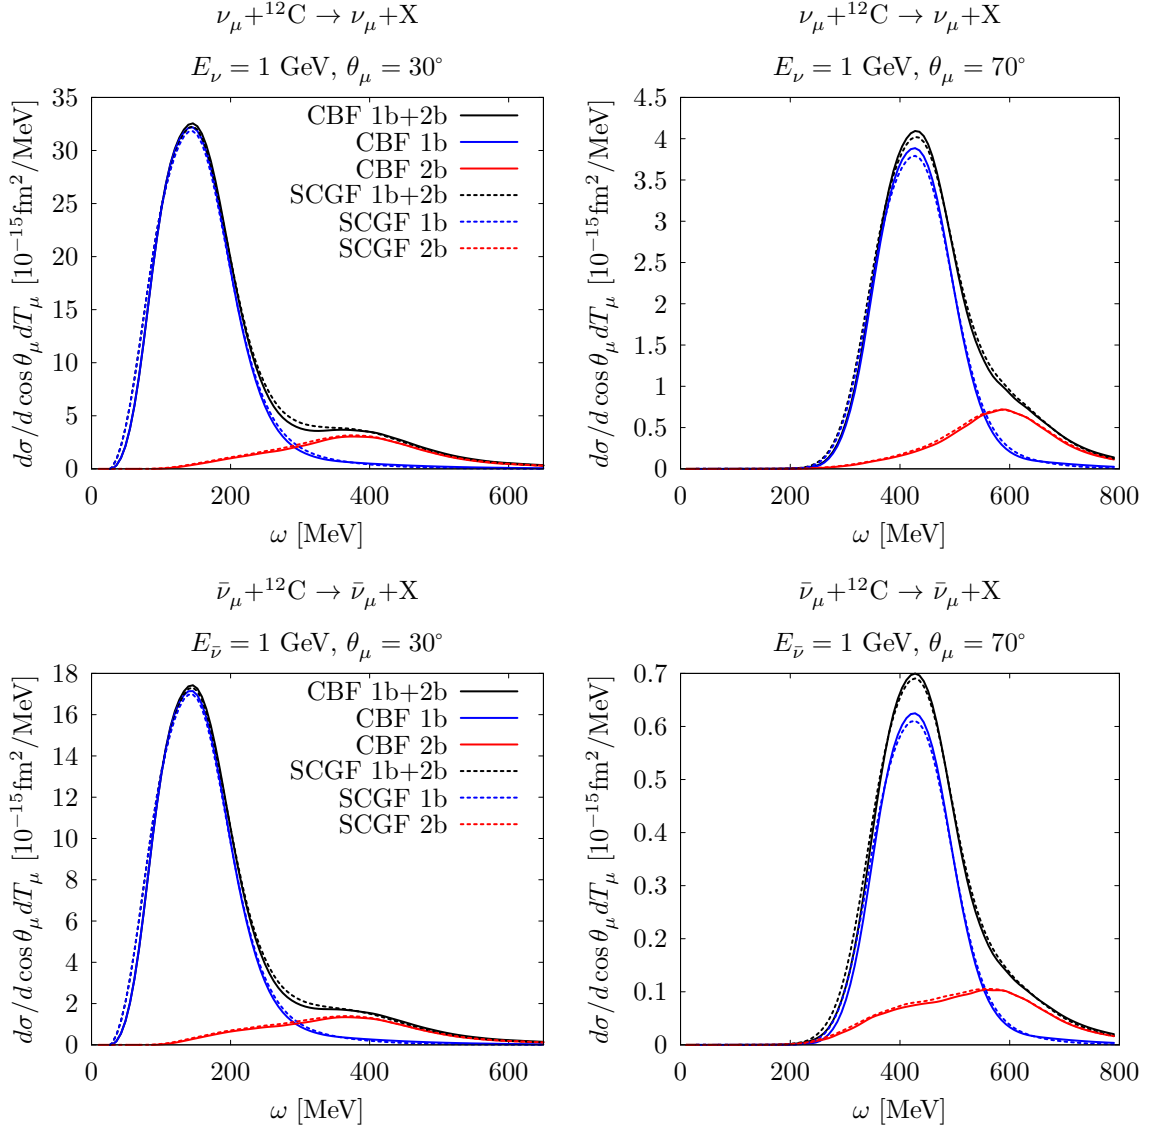 ν_μ+¹²C → ν_μ+X
E_ν = 1 GeV, θ_μ = 30°
dσ/d cos θ_μ dT_μ [10⁻¹⁵fm²/MeV]
35
30
25
20
15
10
5
0
CBF 1b+2b
CBF 1b
CBF 2b
SCGF 1b+2b
SCGF 1b
SCGF 2b
0 200 400 600
ω [MeV]
ν_μ+¹²C → ν_μ+X
E_ν = 1 GeV, θ_μ = 70°
dσ/d cos θ_μ dT_μ [10⁻¹⁵fm²/MeV]
4.5
4
3.5
3
2.5
2
1.5
1
0.5
0
0 200 400 600 800
ω [MeV]
ν̄_μ+¹²C → ν̄_μ+X
E_ν̄ = 1 GeV, θ_μ = 30°
dσ/d cos θ_μ dT_μ [10⁻¹⁵fm²/MeV]
18
16
14
12
10
8
6
4
2
0
CBF 1b+2b
CBF 1b
CBF 2b
SCGF 1b+2b
SCGF 1b
SCGF 2b
0 200 400 600
ω [MeV]
ν̄_μ+¹²C → ν̄_μ+X
E_ν̄ = 1 GeV, θ_μ = 70°
dσ/d cos θ_μ dT_μ [10⁻¹⁵fm²/MeV]
0.7
0.6
0.5
0.4
0.3
0.2
0.1
0
0 200 400 600 800
ω [MeV]